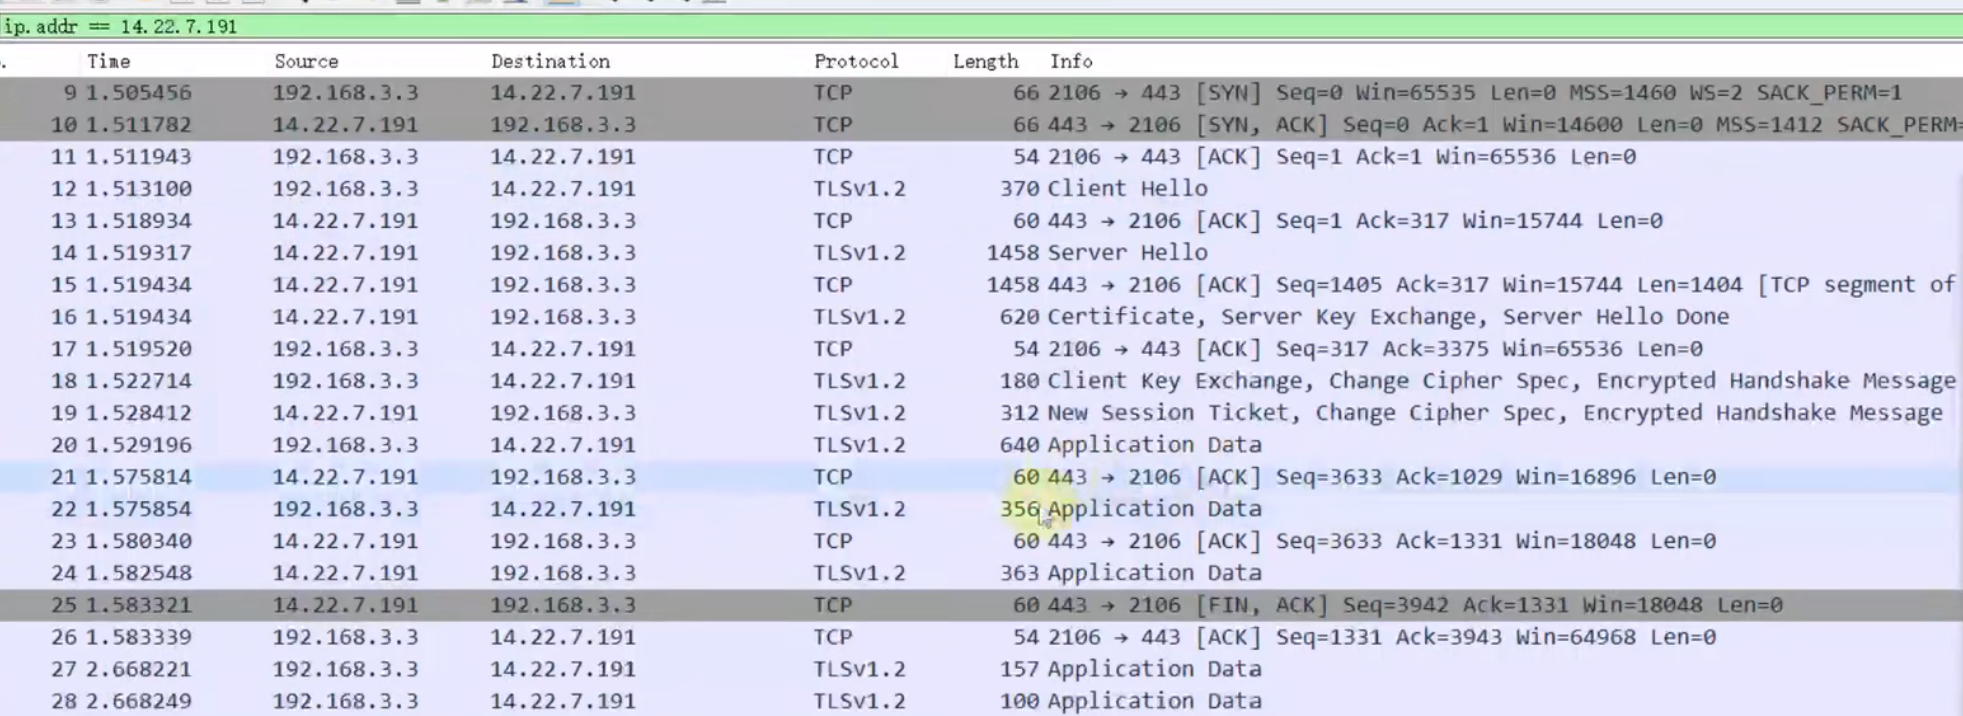 ip.addr == 14.22.7.191
Time Source Destination Protocol Length Info
9 1.505456 192.168.3.3 14.22.7.191 TCP 66 2106 → 443 [SYN] Seq=0 Win=65535 Len=0 MSS=1460 WS=2 SACK_PERM=1
10 1.511782 14.22.7.191 192.168.3.3 TCP 66 443 → 2106 [SYN, ACK] Seq=0 Ack=1 Win=14600 Len=0 MSS=1412 SACK_PERM=
11 1.511943 192.168.3.3 14.22.7.191 TCP 54 2106 → 443 [ACK] Seq=1 Ack=1 Win=65536 Len=0
12 1.513100 192.168.3.3 14.22.7.191 TLSv1.2 370 Client Hello
13 1.518934 14.22.7.191 192.168.3.3 TCP 60 443 → 2106 [ACK] Seq=1 Ack=317 Win=15744 Len=0
14 1.519317 14.22.7.191 192.168.3.3 TLSv1.2 1458 Server Hello
15 1.519434 14.22.7.191 192.168.3.3 TCP 1458 443 → 2106 [ACK] Seq=1405 Ack=317 Win=15744 Len=1404 [TCP segment of
16 1.519434 14.22.7.191 192.168.3.3 TLSv1.2 620 Certificate, Server Key Exchange, Server Hello Done
17 1.519520 192.168.3.3 14.22.7.191 TCP 54 2106 → 443 [ACK] Seq=317 Ack=3375 Win=65536 Len=0
18 1.522714 192.168.3.3 14.22.7.191 TLSv1.2 180 Client Key Exchange, Change Cipher Spec, Encrypted Handshake Message
19 1.528412 14.22.7.191 192.168.3.3 TLSv1.2 312 New Session Ticket, Change Cipher Spec, Encrypted Handshake Message
20 1.529196 192.168.3.3 14.22.7.191 TLSv1.2 640 Application Data
21 1.575814 14.22.7.191 192.168.3.3 TCP 60 443 → 2106 [ACK] Seq=3633 Ack=1029 Win=16896 Len=0
22 1.575854 192.168.3.3 14.22.7.191 TLSv1.2 356 Application Data
23 1.580340 14.22.7.191 192.168.3.3 TCP 60 443 → 2106 [ACK] Seq=3633 Ack=1331 Win=18048 Len=0
24 1.582548 14.22.7.191 192.168.3.3 TLSv1.2 363 Application Data
25 1.583321 14.22.7.191 192.168.3.3 TCP 60 443 → 2106 [FIN, ACK] Seq=3942 Ack=1331 Win=18048 Len=0
26 1.583339 192.168.3.3 14.22.7.191 TCP 54 2106 → 443 [ACK] Seq=1331 Ack=3943 Win=64968 Len=0
27 2.668221 192.168.3.3 14.22.7.191 TLSv1.2 157 Application Data
28 2.668249 192.168.3.3 14.22.7.191 TLSv1.2 100 Application Data